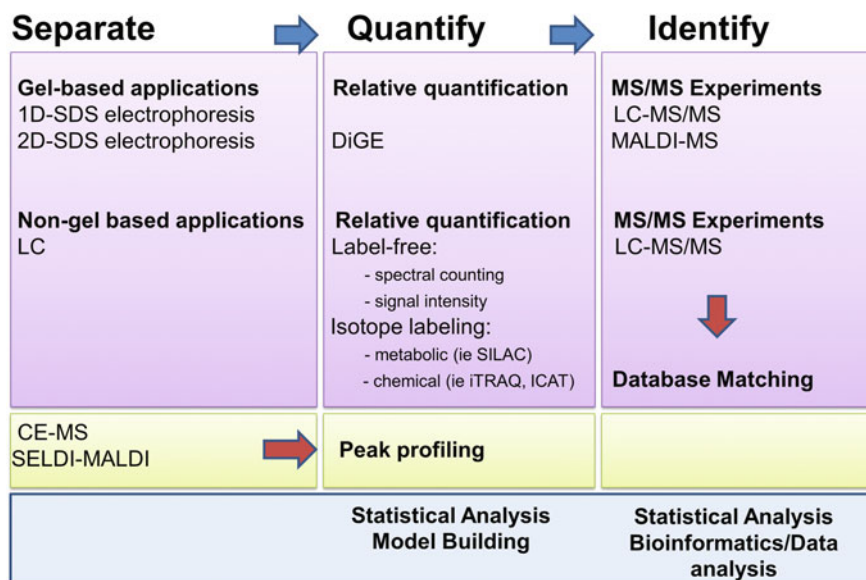 Separate
Quantify
Identify
Gel-based applications
1D-SDS electrophoresis
2D-SDS electrophoresis
Relative quantification
DiGE
MS/MS Experiments
LC-MS/MS
MALDI-MS
Non-gel based applications
LC
Relative quantification
Label-free:
- spectral counting
- signal intensity
Isotope labeling:
- metabolic (ie SILAC)
- chemical (ie iTRAQ, ICAT)
MS/MS Experiments
LC-MS/MS
Database Matching
CE-MS
SELDI-MALDI
Peak profiling
Statistical Analysis
Model Building
Statistical Analysis
Bioinformatics/Data
analysis